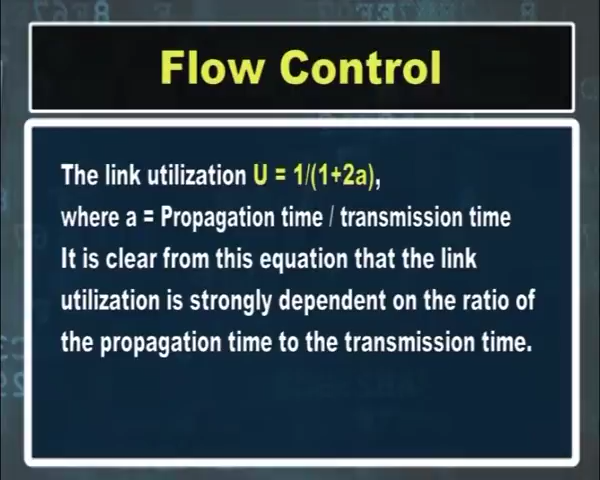 Flow Control
The link utilization U = 1/(1+2a),
where a = Propagation time / transmission time
It is clear from this equation that the link
utilization is strongly dependent on the ratio of
the propagation time to the transmission time.